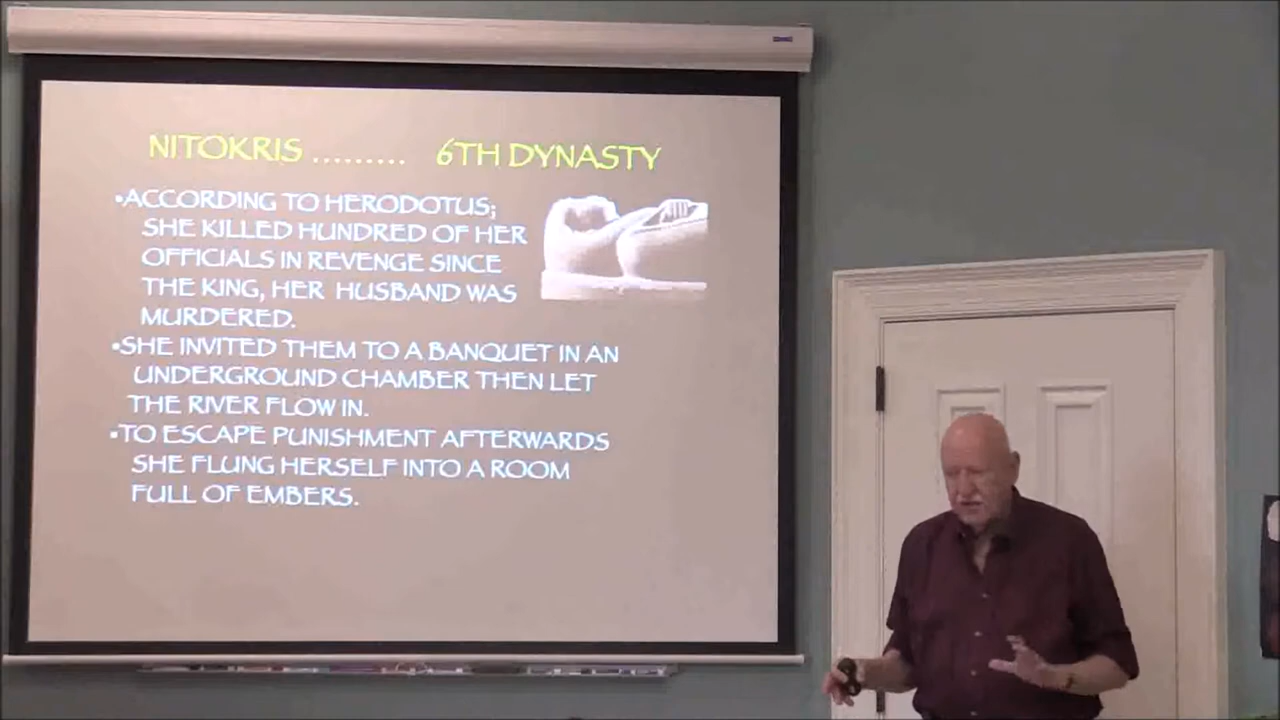 NITOKRIS ......... 6TH DYNASTY
•ACCORDING TO HERODOTUS;
SHE KILLED HUNDRED OF HER
OFFICIALS IN REVENGE SINCE
THE KING, HER HUSBAND WAS
MURDERED.
•SHE INVITED THEM TO A BANQUET IN AN
UNDERGROUND CHAMBER THEN LET
THE RIVER FLOW IN.
•TO ESCAPE PUNISHMENT AFTERWARDS
SHE FLUNG HERSELF INTO A ROOM
FULL OF EMBERS.